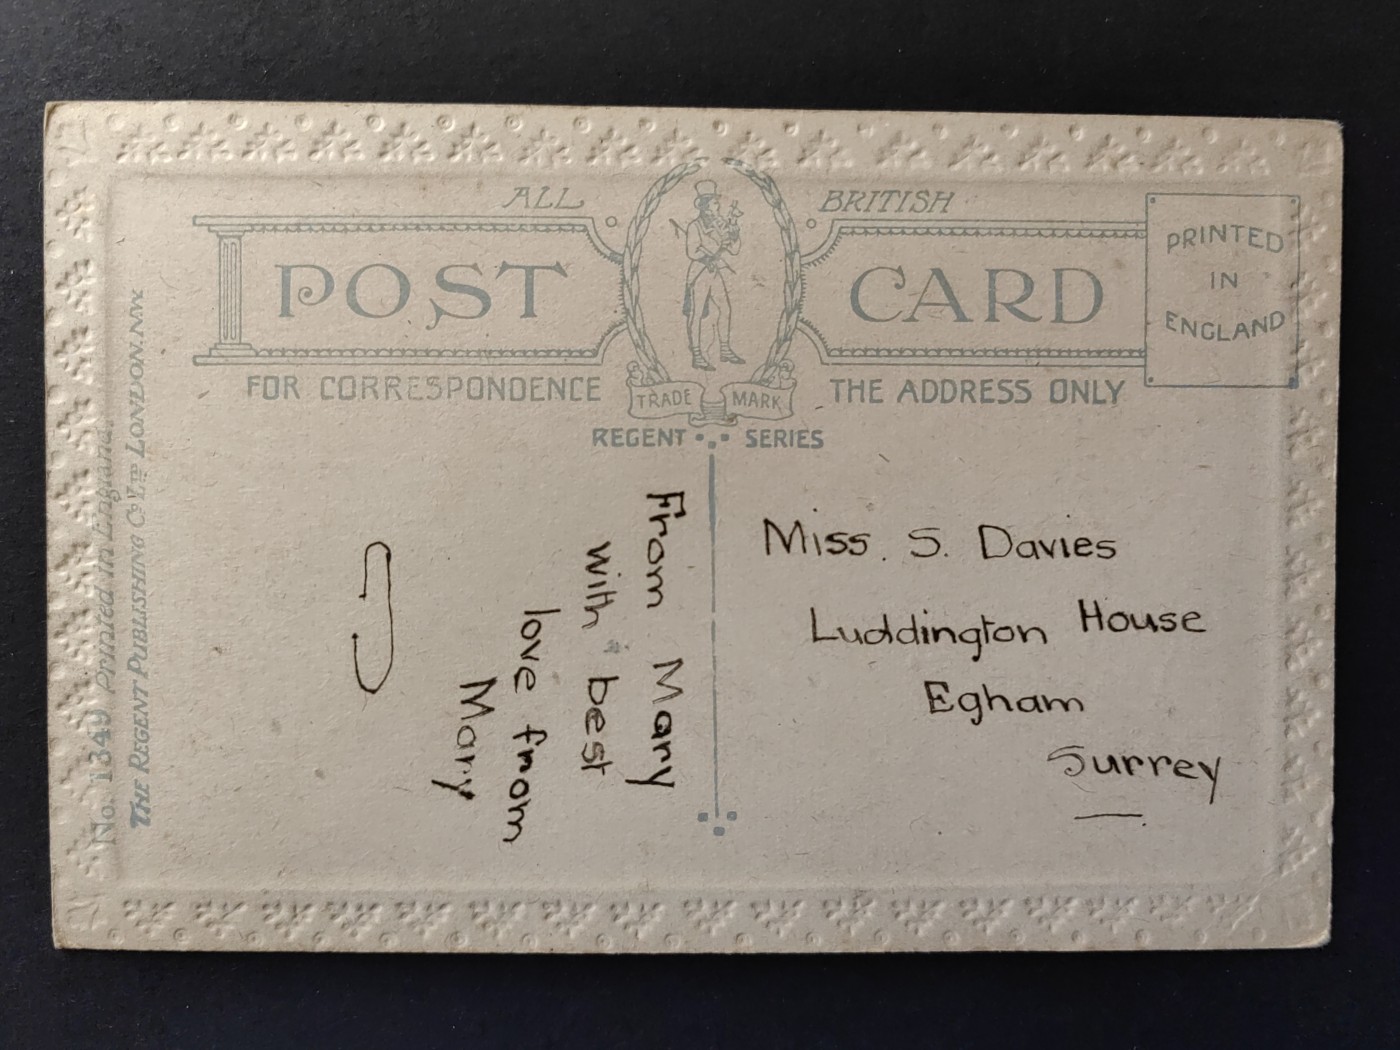 ALL BRITISH
POST CARD
PRINTED
IN
ENGLAND
FOR CORRESPONDENCE
THE ADDRESS ONLY
TRADE MARK
REGENT SERIES
No. 1349 Printed in England.
THE REGENT PUBLISHING Co LTD LONDON.NW.
From Mary
with best
love from
Mary
Miss. S. Davies
Luddington House
Egham
Surrey